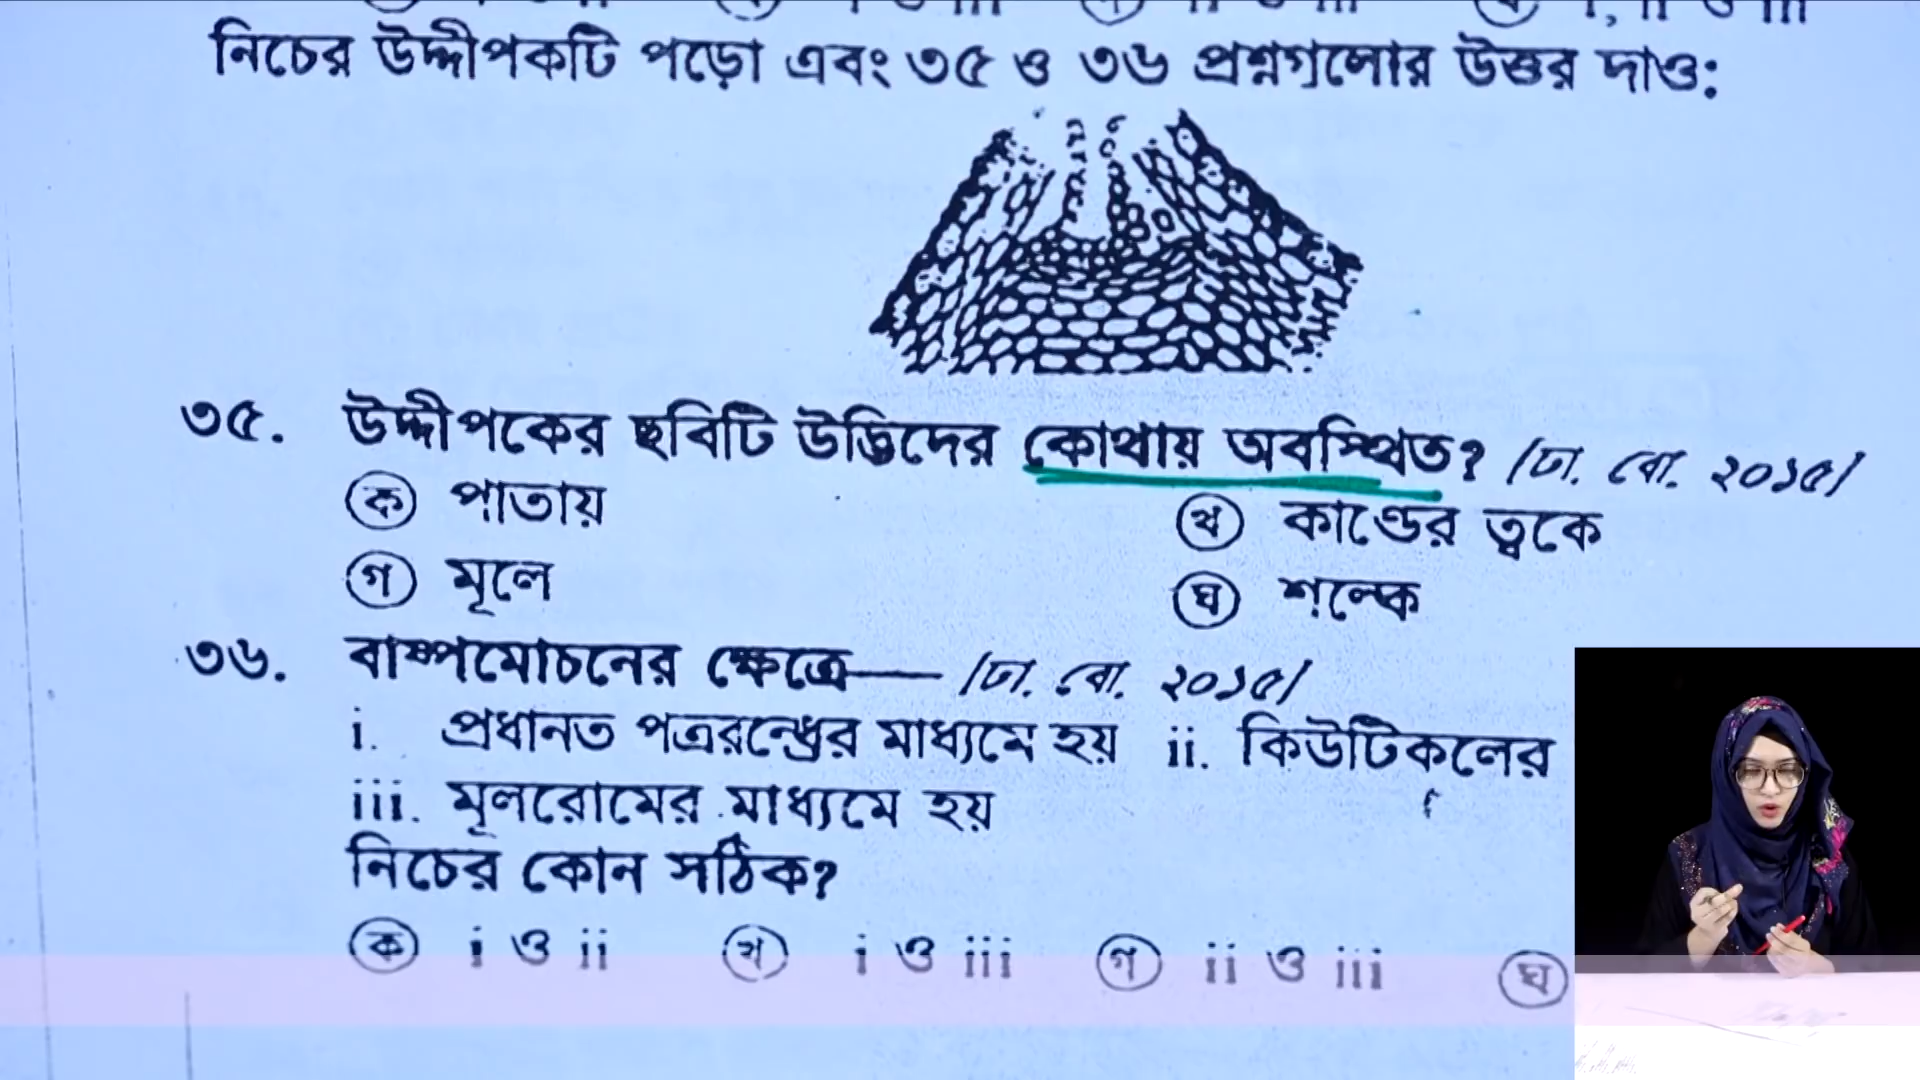 নিচের উদ্দীপকটি পড়ো এবং ৩৫ ও ৩৬ প্রশ্নগুলোর উত্তর দাও:
৩৫. উদ্দীপকের ছবিটি উদ্ভিদের কোথায় অবস্থিত? [ঢা. বো. ২০১৫]
ক পাতায় খ কাণ্ডের ত্বকে
গ মূলে ঘ শল্কে
৩৬. বাষ্পমোচনের ক্ষেত্রে— [ঢা. বো. ২০১৫]
i. প্রধানত পত্ররন্ধ্রের মাধ্যমে হয় ii. কিউটিকলের
iii. মূলরোমের মাধ্যমে হয়
নিচের কোন সঠিক?
ক i ও ii খ i ও iii গ ii ও iii ঘ